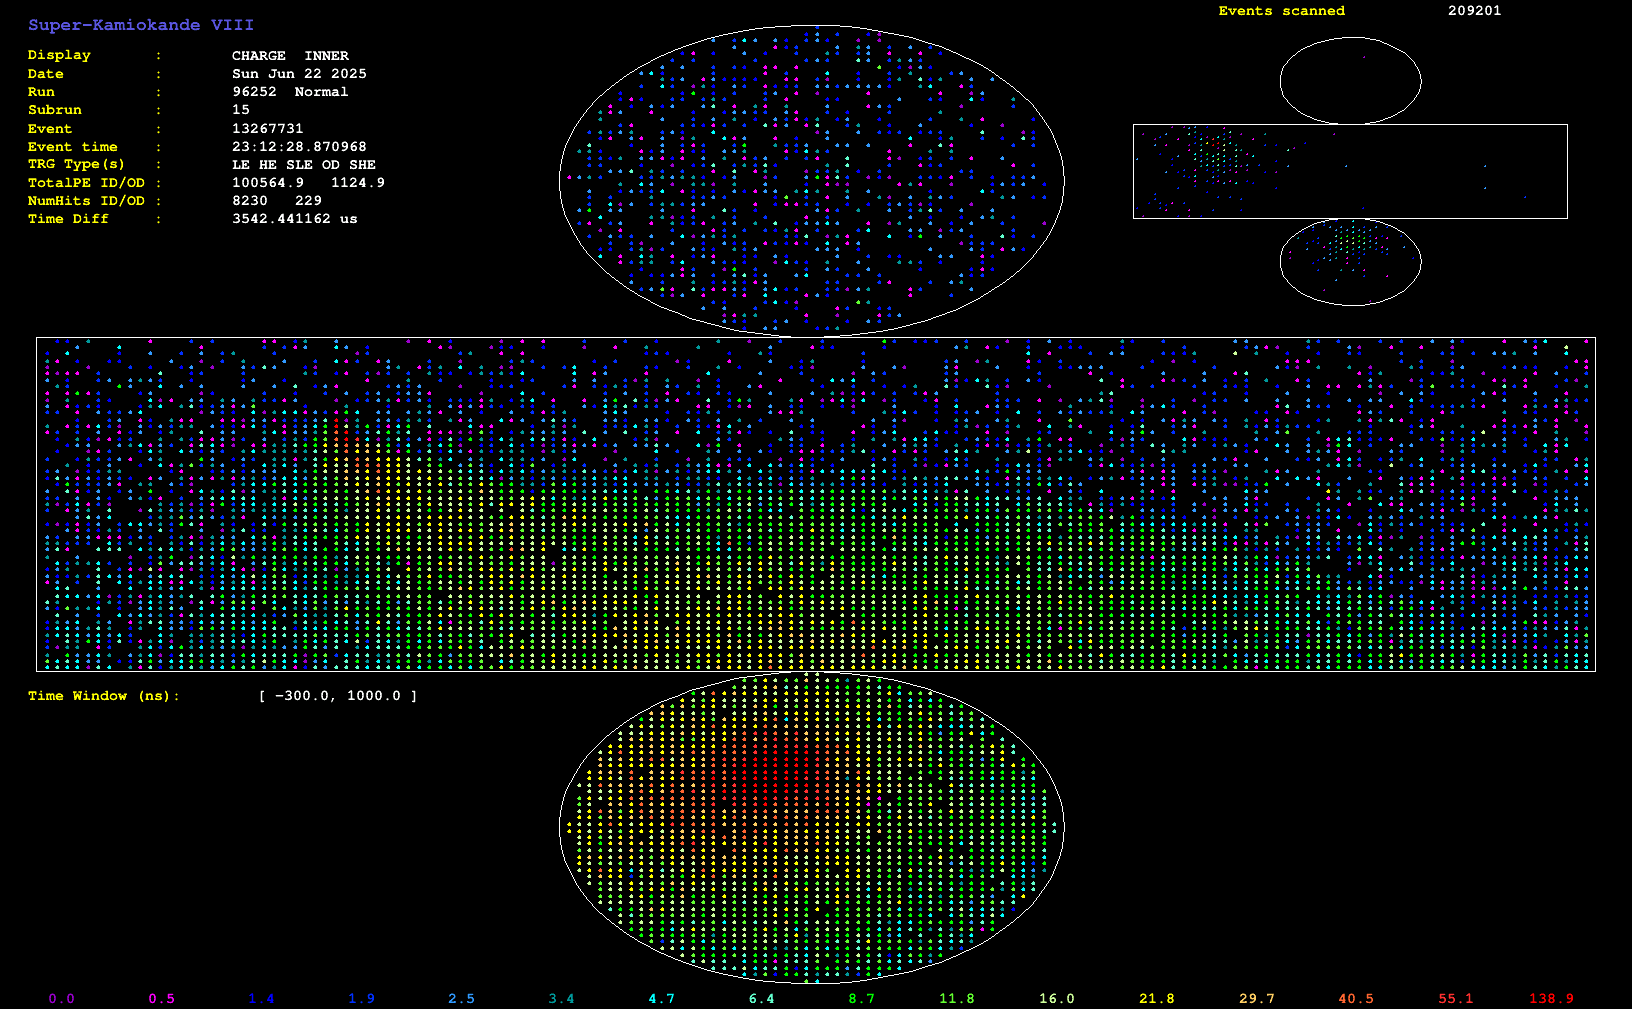 Super-Kamiokande VIII
Display : CHARGE INNER
Date : Sun Jun 22 2025
Run : 96252 Normal
Subrun : 15
Event : 13267731
Event time : 23:12:28.870968
TRG Type(s) : LE HE SLE OD SHE
TotalPE ID/OD : 100564.9 1124.9
NumHits ID/OD : 8230 229
Time Diff : 3542.441162 us
Events scanned 209201
Time Window (ns): [ -300.0, 1000.0 ]
0.0 0.5 1.4 1.9 2.5 3.4 4.7 6.4 8.7 11.8 16.0 21.8 29.7 40.5 55.1 138.9